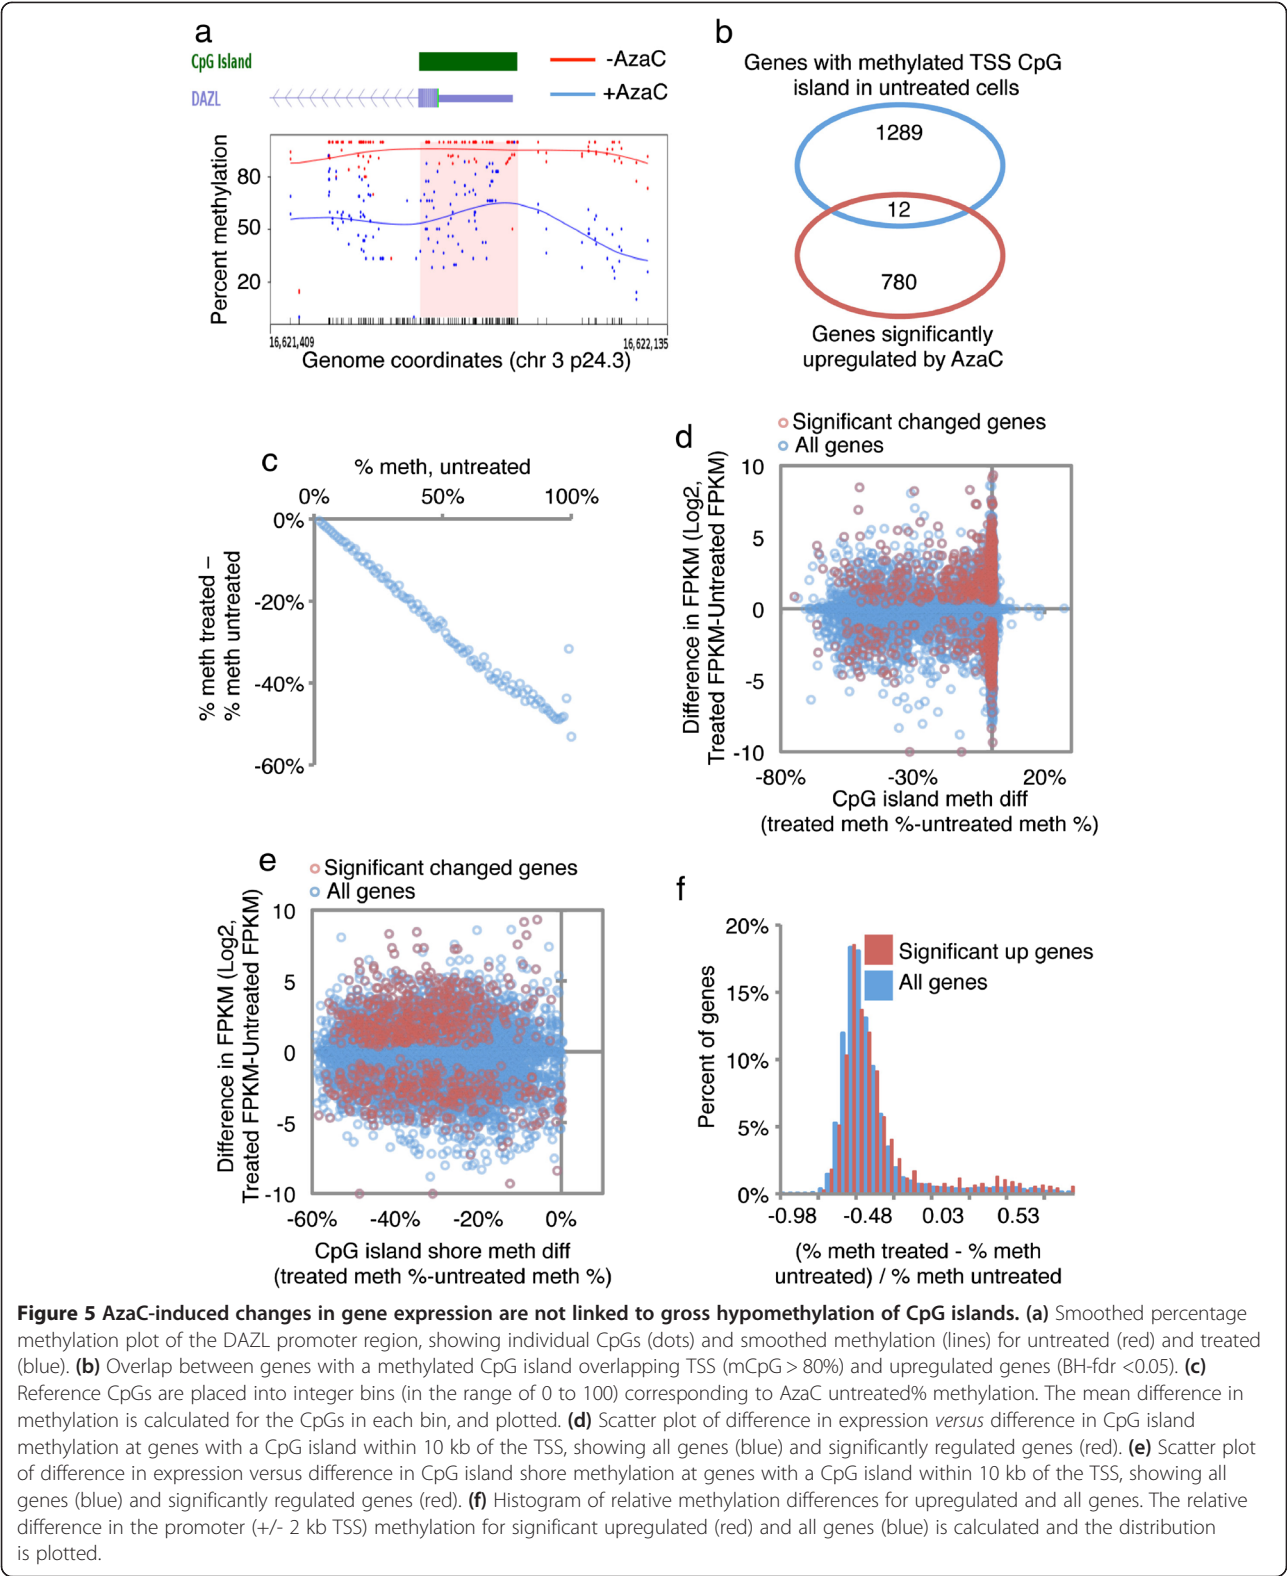 a
CpG Island
DAZL
-AzaC
+AzaC
Percent methylation
80
50
20
16,621,409
16,622,135
Genome coordinates (chr 3 p24.3)
b
Genes with methylated TSS CpG
island in untreated cells
1289
12
780
Genes significantly
upregulated by AzaC
c
% meth, untreated
0%
50%
100%
0%
-20%
-40%
-60%
% meth treated –
% meth untreated
d
Significant changed genes
All genes
Difference in FPKM (Log2,
Treated FPKM-Untreated FPKM)
10
5
0
-5
-10
-80%
-30%
20%
CpG island meth diff
(treated meth %-untreated meth %)
e
Significant changed genes
All genes
Difference in FPKM (Log2,
Treated FPKM-Untreated FPKM)
10
5
0
-5
-10
-60%
-40%
-20%
0%
CpG island shore meth diff
(treated meth %-untreated meth %)
f
Significant up genes
All genes
Percent of genes
20%
15%
10%
5%
0%
-0.98
-0.48
0.03
0.53
(% meth treated - % meth
untreated) / % meth untreated
Figure 5 AzaC-induced changes in gene expression are not linked to gross hypomethylation of CpG islands. (a) Smoothed percentage
methylation plot of the DAZL promoter region, showing individual CpGs (dots) and smoothed methylation (lines) for untreated (red) and treated
(blue). (b) Overlap between genes with a methylated CpG island overlapping TSS (mCpG > 80%) and upregulated genes (BH-fdr <0.05). (c)
Reference CpGs are placed into integer bins (in the range of 0 to 100) corresponding to AzaC untreated% methylation. The mean difference in
methylation is calculated for the CpGs in each bin, and plotted. (d) Scatter plot of difference in expression versus difference in CpG island
methylation at genes with a CpG island within 10 kb of the TSS, showing all genes (blue) and significantly regulated genes (red). (e) Scatter plot
of difference in expression versus difference in CpG island shore methylation at genes with a CpG island within 10 kb of the TSS, showing all
genes (blue) and significantly regulated genes (red). (f) Histogram of relative methylation differences for upregulated and all genes. The relative
difference in the promoter (+/- 2 kb TSS) methylation for significant upregulated (red) and all genes (blue) is calculated and the distribution
is plotted.